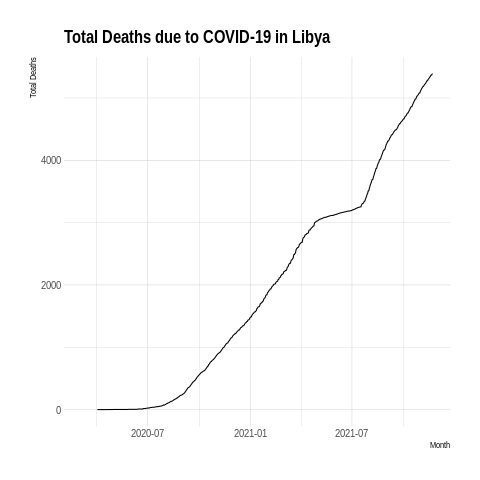 Total Deaths due to COVID-19 in Libya
Total Deaths
4000
2000
0
2020-07 2021-01 2021-07
Month